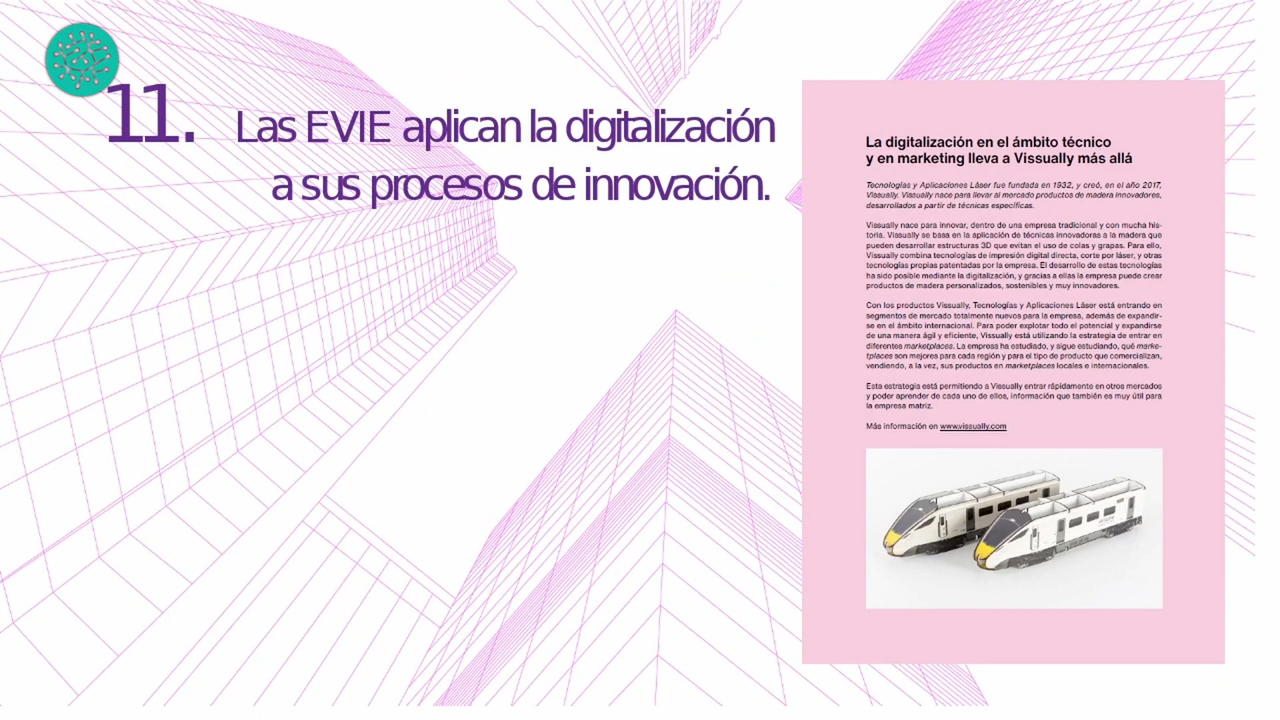 11. Las EVIE aplican la digitalización
a sus procesos de innovación.
La digitalización en el ámbito técnico
y en marketing lleva a Vissually más allá
Tecnologías y Aplicaciones Láser fue fundada en 1932, y creó, en el año 2017,
Vissually. Vissually nace para llevar al mercado productos de madera innovadores,
desarrollados a partir de técnicas específicas.
Vissually nace para innovar, dentro de una empresa tradicional y con mucha his-
toria. Vissually se basa en la aplicación de técnicas innovadoras a la madera que
pueden desarrollar estructuras 3D que evitan el uso de colas y grapas. Para ello,
Vissually combina tecnologías de impresión digital directa, corte por láser, y otras
tecnologías propias patentadas por la empresa. El desarrollo de estas tecnologías
ha sido posible mediante la digitalización, y gracias a ellas la empresa puede crear
productos de madera personalizados, sostenibles y muy innovadores.
Con los productos Vissually, Tecnologías y Aplicaciones Láser está entrando en
segmentos de mercado totalmente nuevos para la empresa, además de expandir-
se en el ámbito internacional. Para poder explotar todo el potencial y expandirse
de una manera ágil y eficiente, Vissually está utilizando la estrategia de entrar en
diferentes marketplaces. La empresa ha estudiado, y sigue estudiando, qué marke-
tplaces son mejores para cada región y para el tipo de producto que comercializan,
vendiendo, a la vez, sus productos en marketplaces locales e internacionales.
Esta estrategia está permitiendo a Vissually entrar rápidamente en otros mercados
y poder aprender de cada uno de ellos, información que también es muy útil para
la empresa matriz.
Más información en www.vissually.com